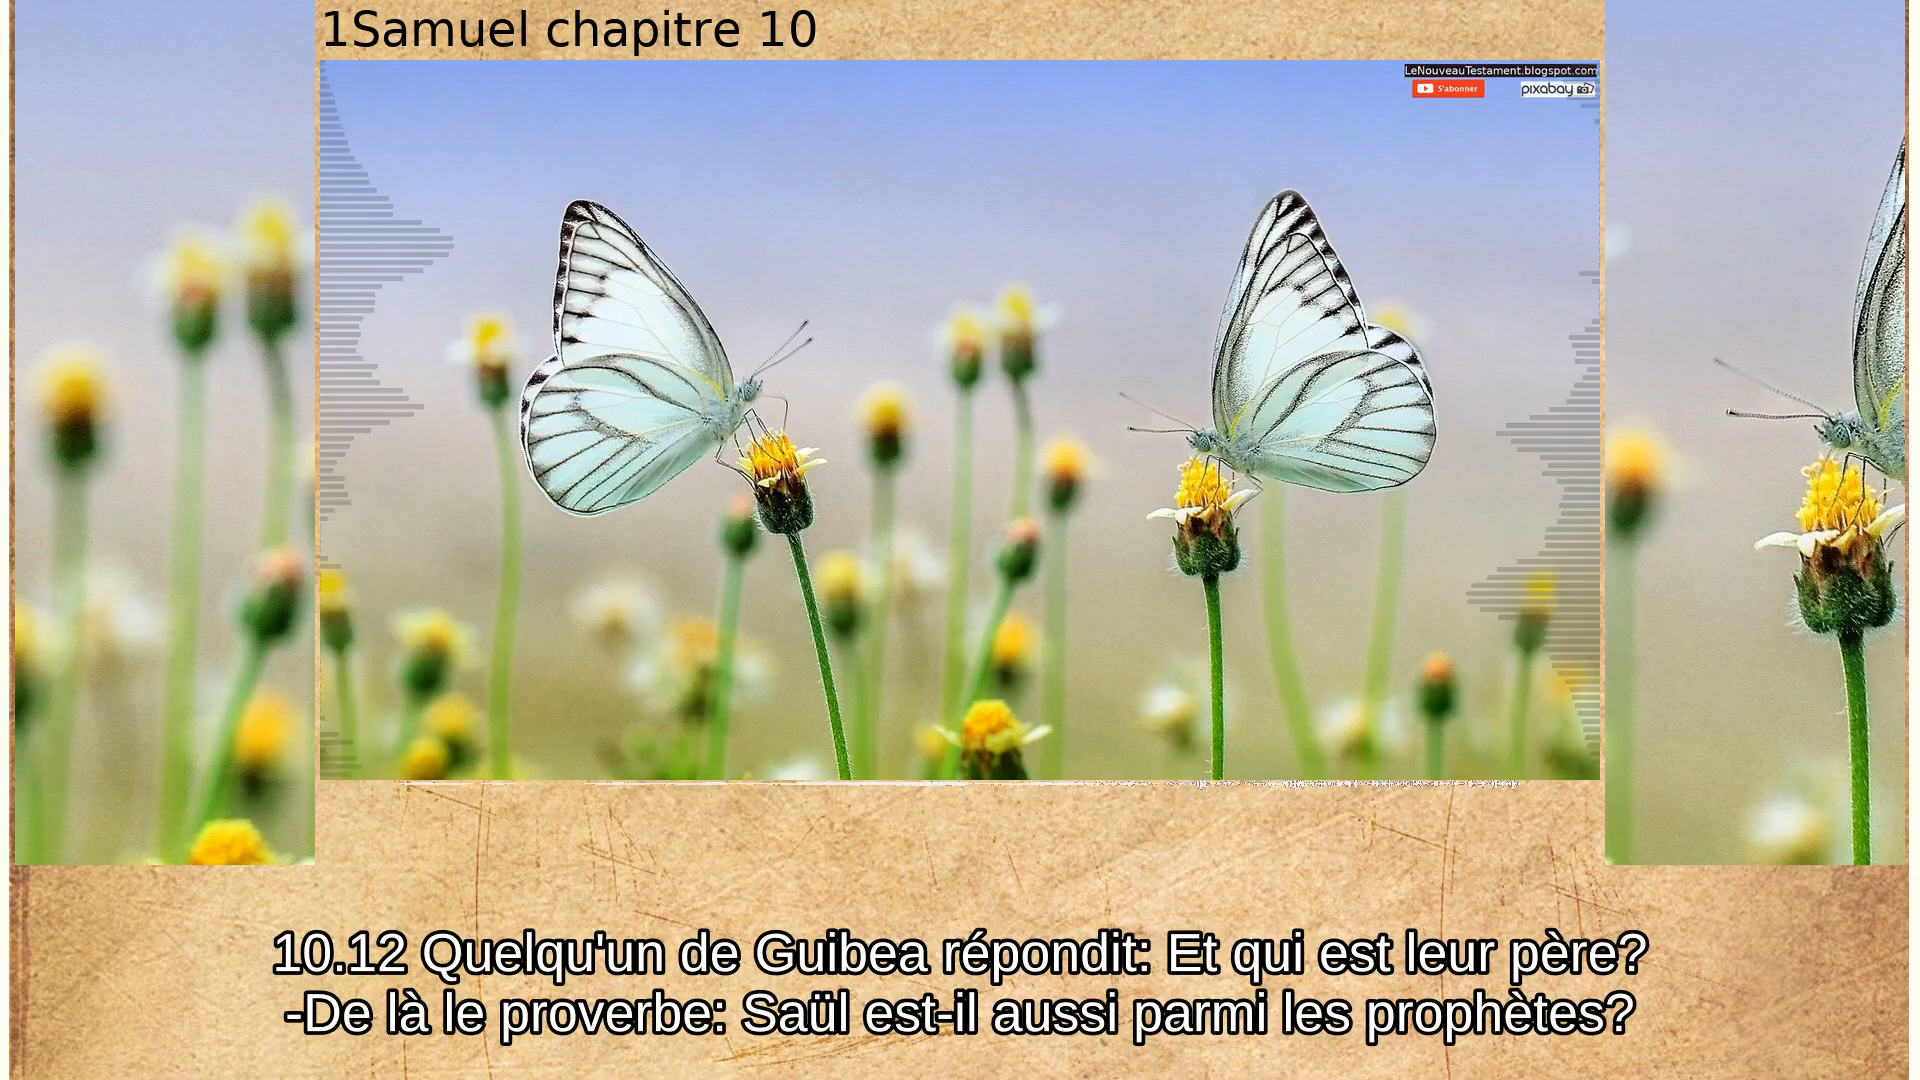 1Samuel chapitre 10
LeNouveauTestament.blogspot.com
S'abonner
pixabay
10.12 Quelqu'un de Guibea répondit: Et qui est leur père?
-De là le proverbe: Saül est-il aussi parmi les prophètes?